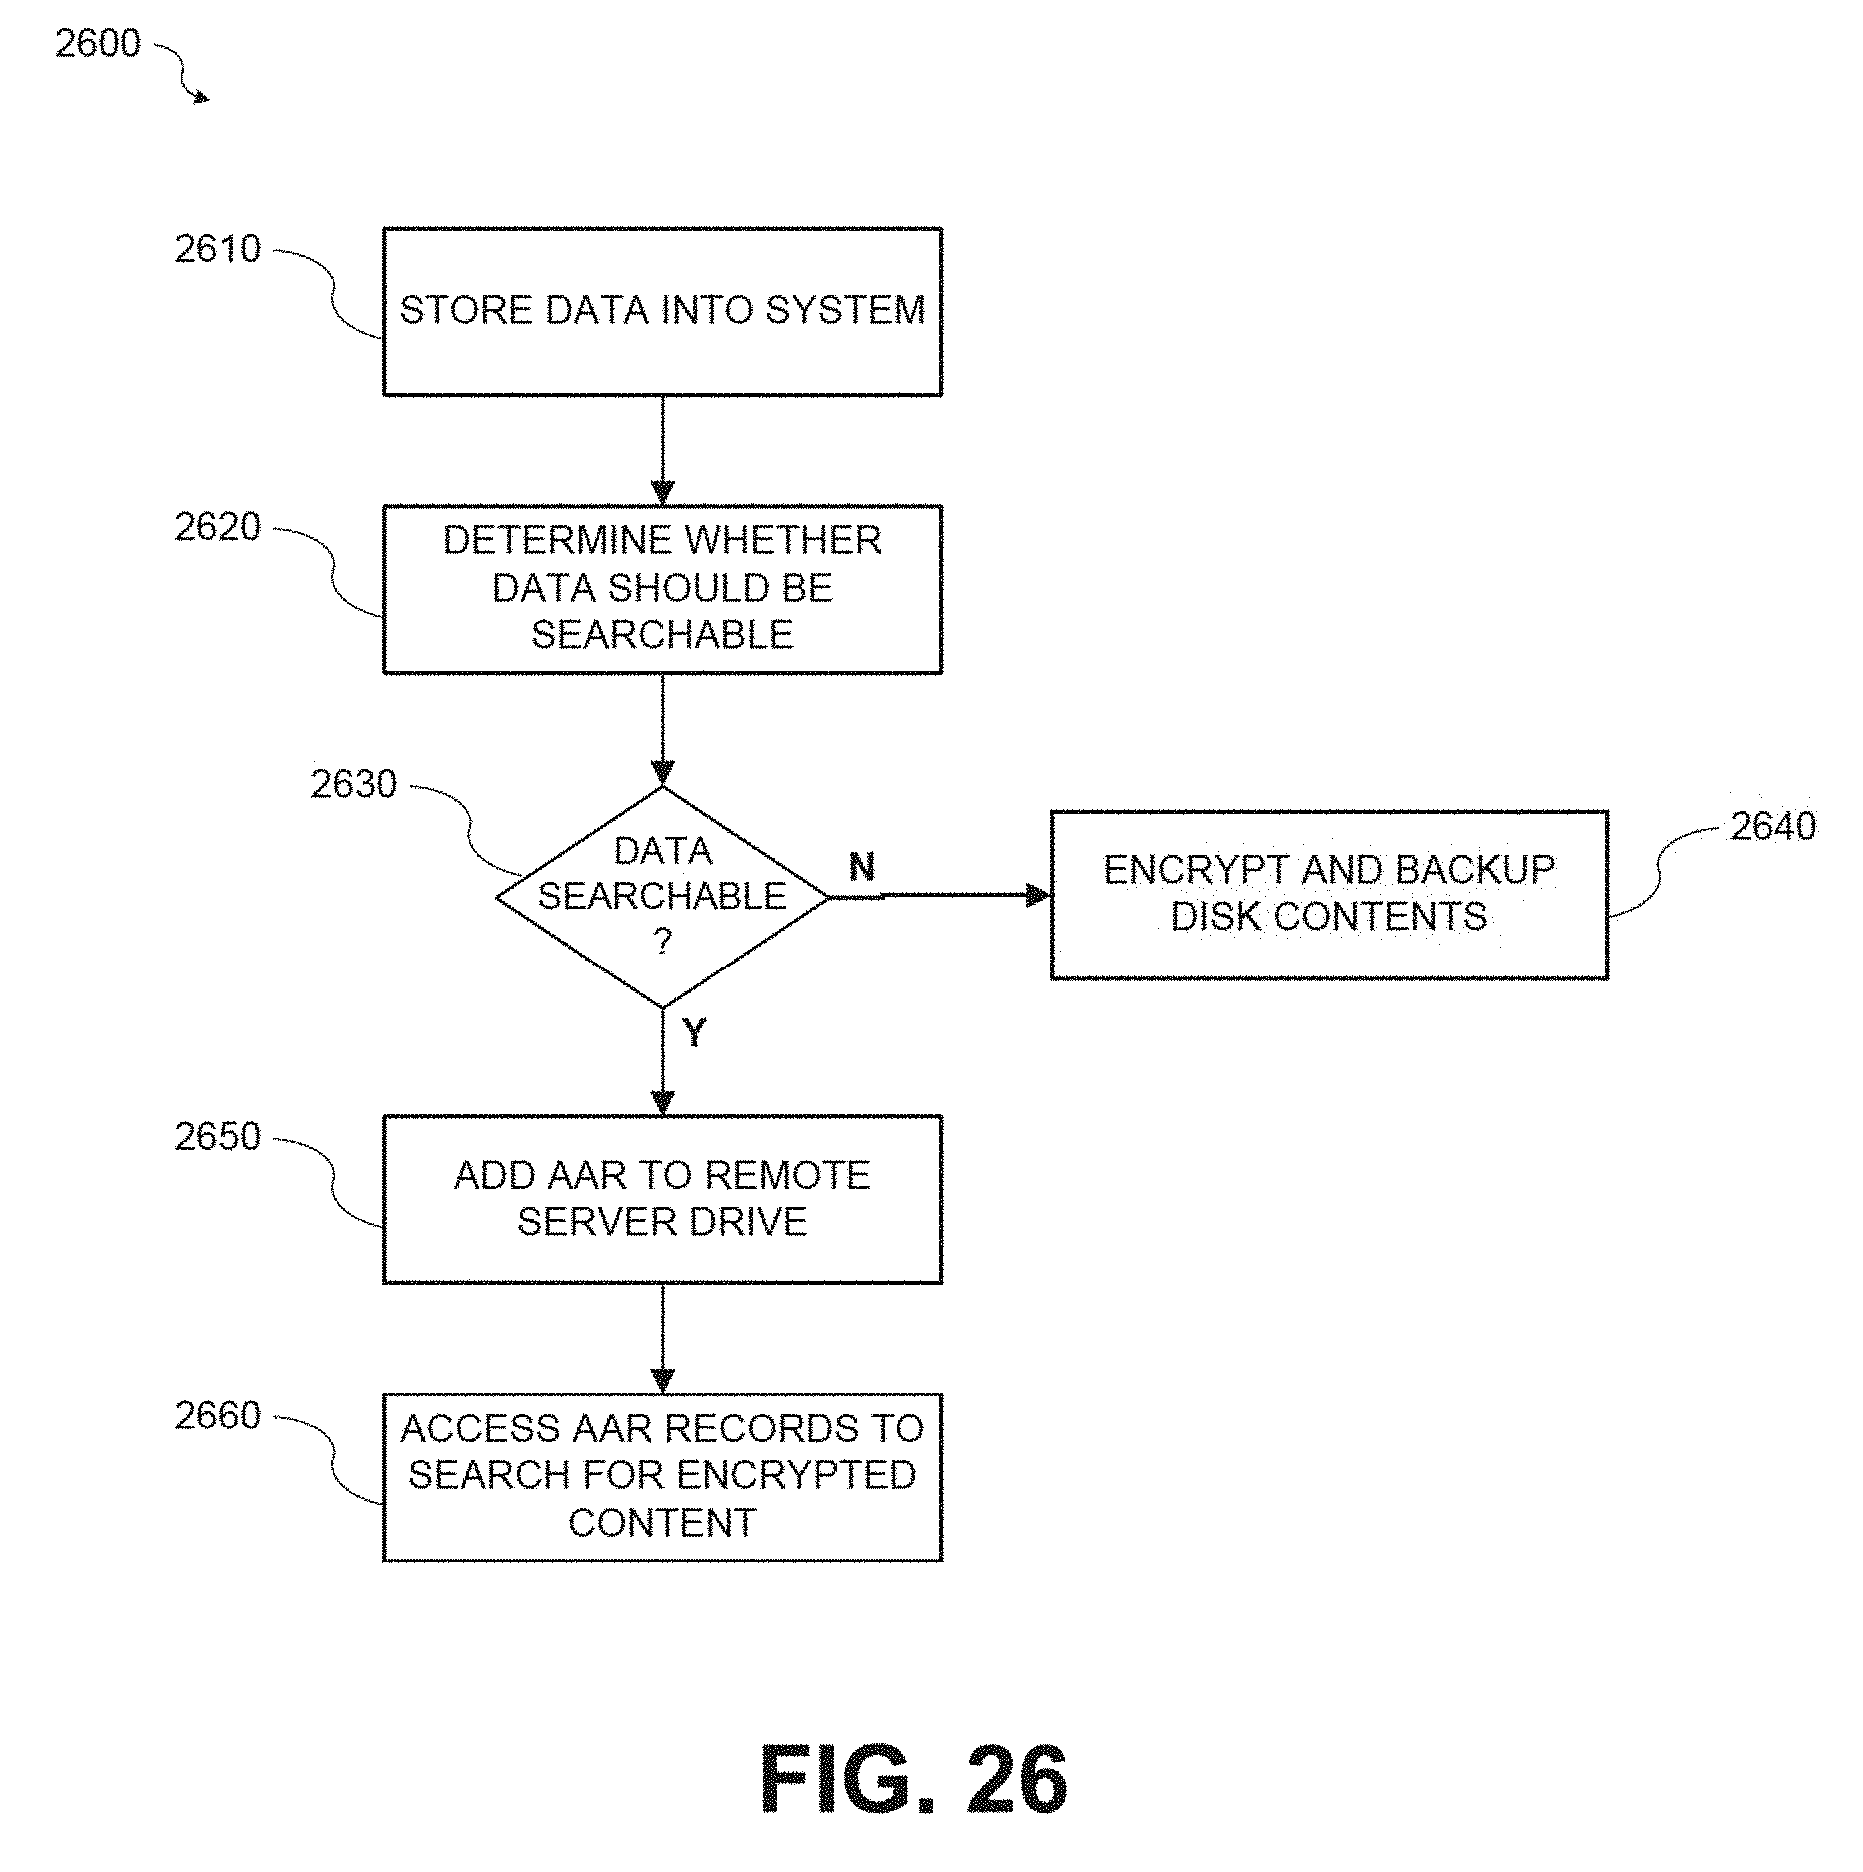 2600
2610
STORE DATA INTO SYSTEM
2620
DETERMINE WHETHER
DATA SHOULD BE
SEARCHABLE
2630
DATA
SEARCHABLE
?
N
ENCRYPT AND BACKUP
DISK CONTENTS
2640
Y
2650
ADD AAR TO REMOTE
SERVER DRIVE
2660
ACCESS AAR RECORDS TO
SEARCH FOR ENCRYPTED
CONTENT
FIG. 26